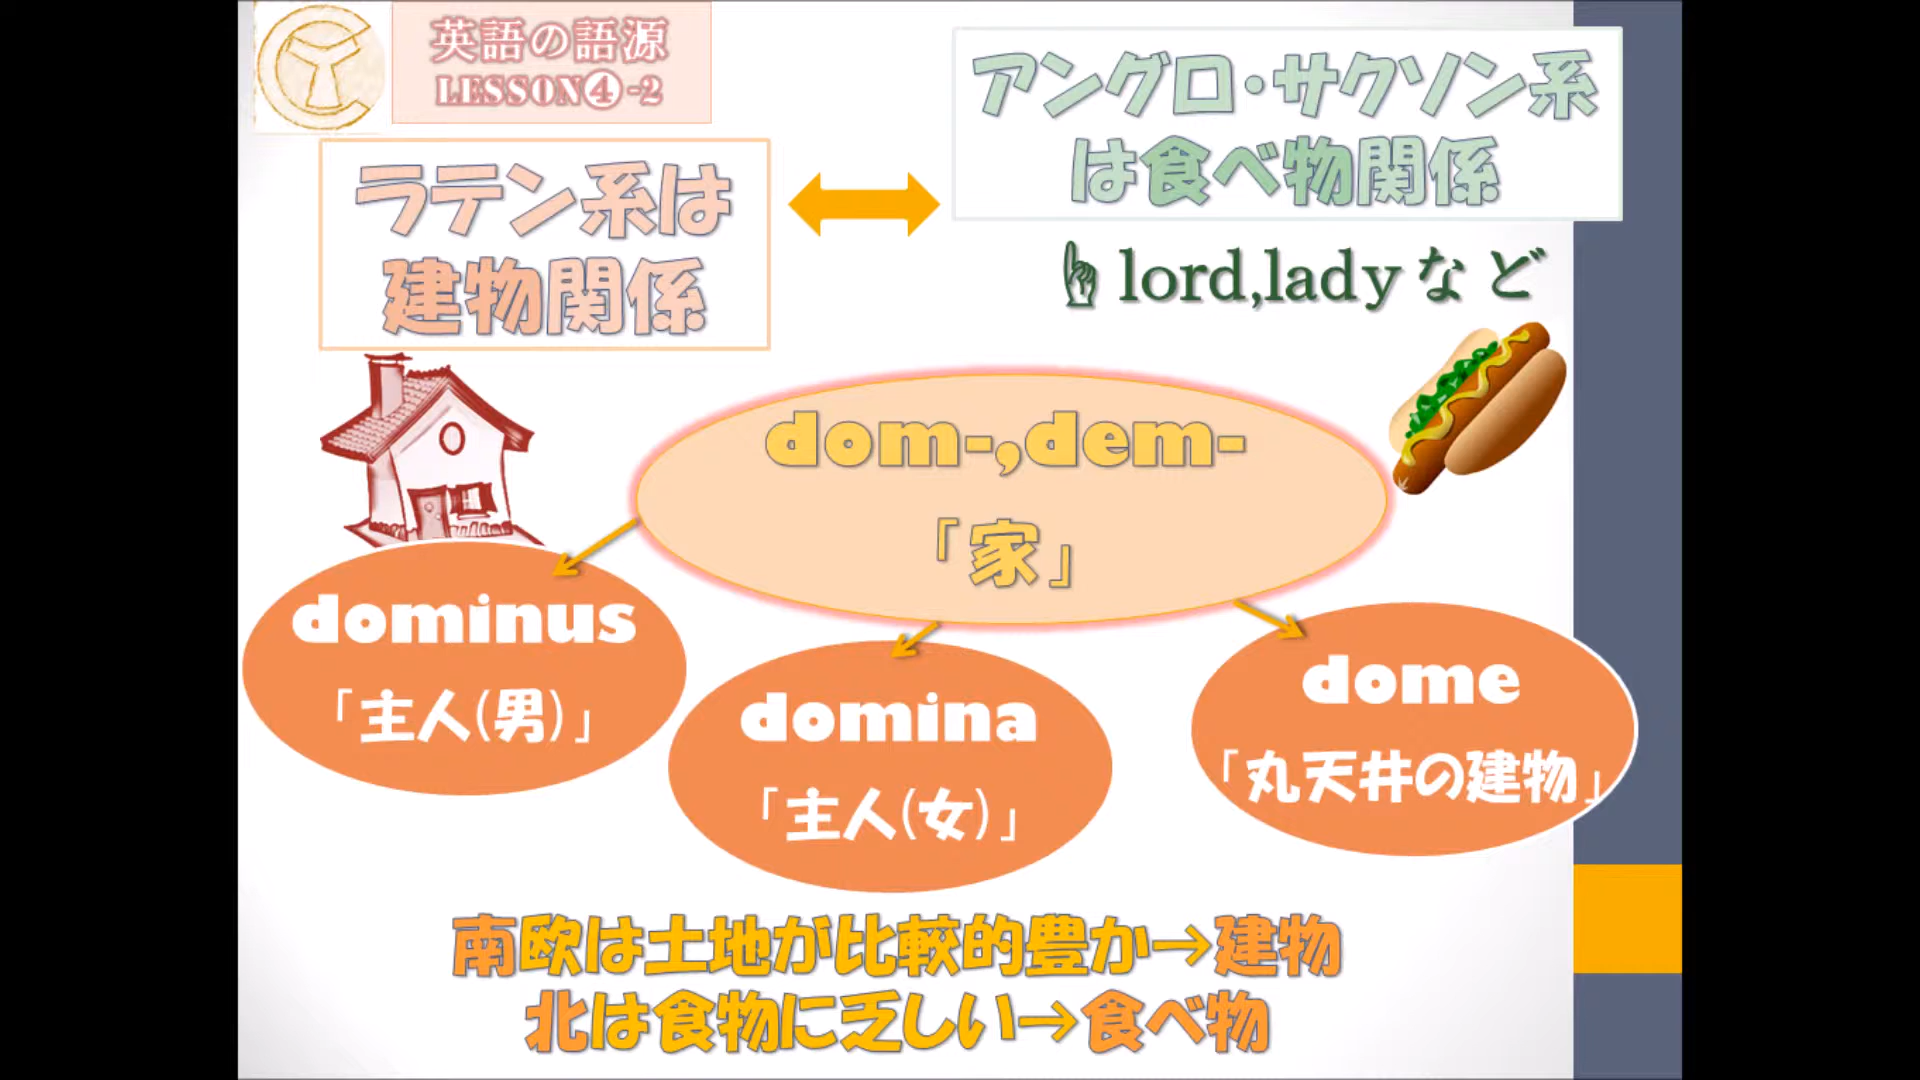 英語の語源
LESSON❹-2
ラテン系は
建物関係
アングロ・サクソン系
は食べ物関係
☝lord,ladyなど
dom-,dem-
「家」
dominus
「主人(男)」
domina
「主人(女)」
dome
「丸天井の建物」
南欧は土地が比較的豊か→建物
北は食物に乏しい→食べ物